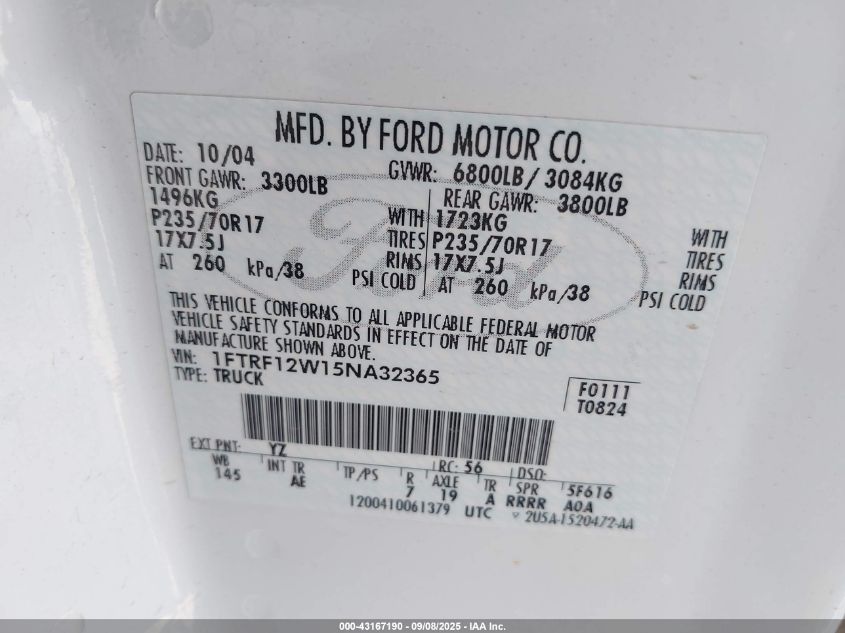 MFD. BY FORD MOTOR CO.
DATE: 10/04 GVWR: 6800LB/ 3084KG
FRONT GAWR: 3300LB REAR GAWR: 3800LB
1496KG WITH 1723KG WITH
P235/70R17 TIRES P235/70R17 TIRES
17X7.5J RIMS 17X7.5J RIMS
AT 260 kPa/38 PSI COLD AT 260 kPa/38 PSI COLD
Ford
THIS VEHICLE CONFORMS TO ALL APPLICABLE FEDERAL MOTOR
VEHICLE SAFETY STANDARDS IN EFFECT ON THE DATE OF
MANUFACTURE SHOWN ABOVE.
VIN: 1FTRF12W15NA32365
TYPE: TRUCK
F0111
T0824
EXT PNT: YZ RC: 56 DSO:
WB INT TR TP/PS R AXLE TR SPR 5F616
145 AE 7 19 A RRRR AOA
1200410061379 UTC 2U5A-1520472-AA
000-43167190 - 09/08/2025 - IAA Inc.